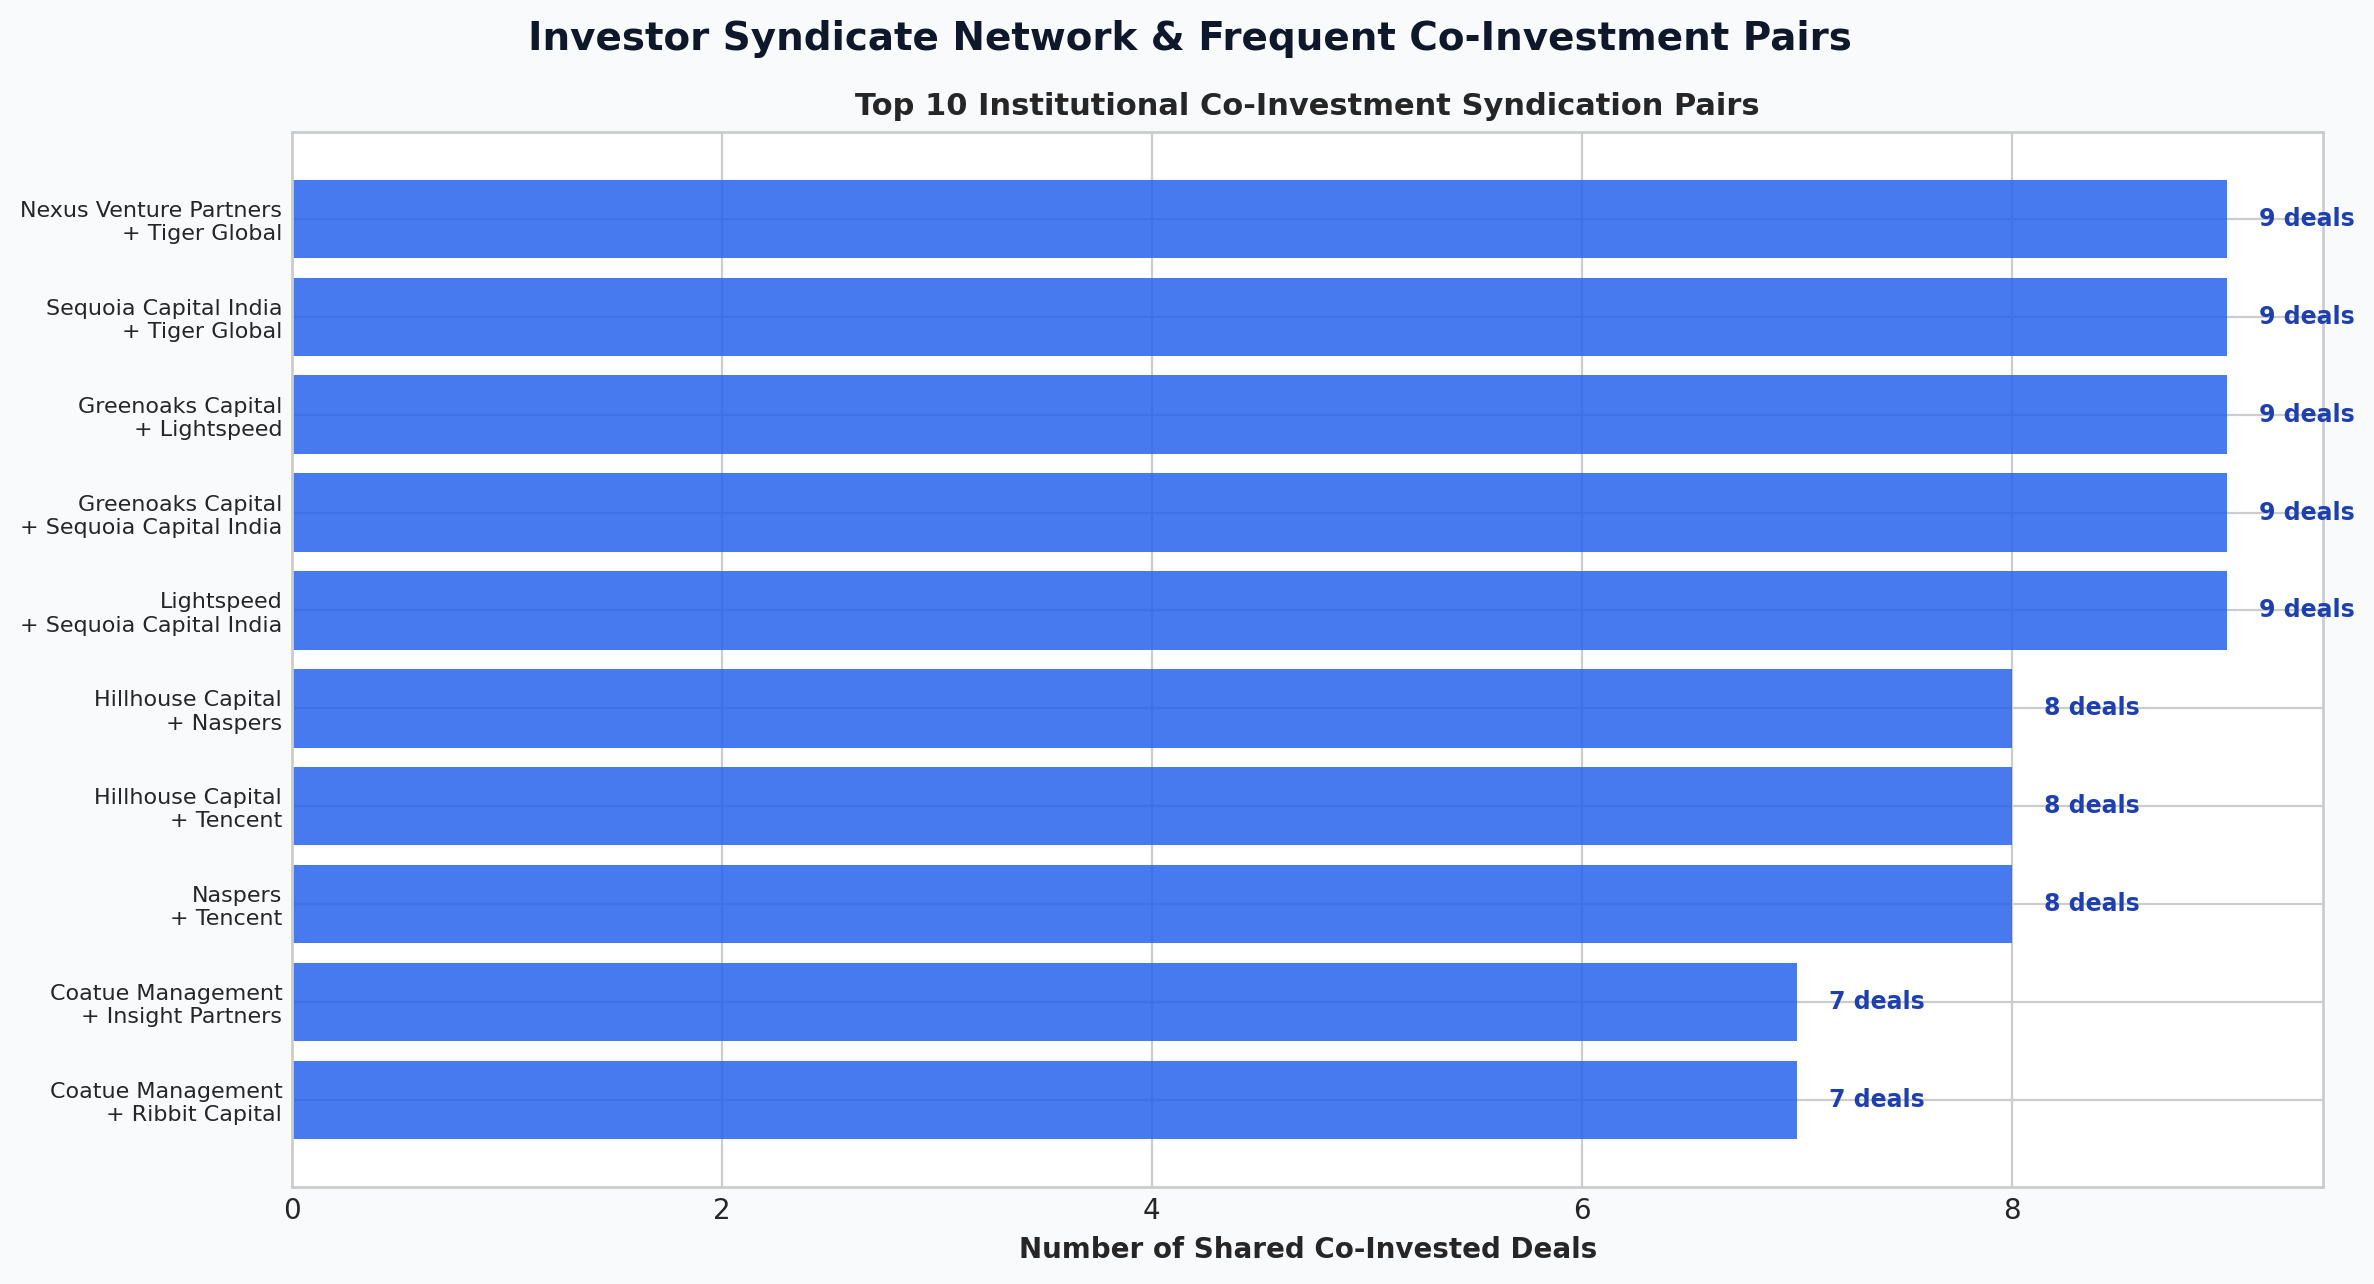 Investor Syndicate Network & Frequent Co-Investment Pairs
Top 10 Institutional Co-Investment Syndication Pairs
Nexus Venture Partners
+ Tiger Global
9 deals
Sequoia Capital India
+ Tiger Global
9 deals
Greenoaks Capital
+ Lightspeed
9 deals
Greenoaks Capital
+ Sequoia Capital India
9 deals
Lightspeed
+ Sequoia Capital India
9 deals
Hillhouse Capital
+ Naspers
8 deals
Hillhouse Capital
+ Tencent
8 deals
Naspers
+ Tencent
8 deals
Coatue Management
+ Insight Partners
7 deals
Coatue Management
+ Ribbit Capital
7 deals
0 2 4 6 8
Number of Shared Co-Invested Deals